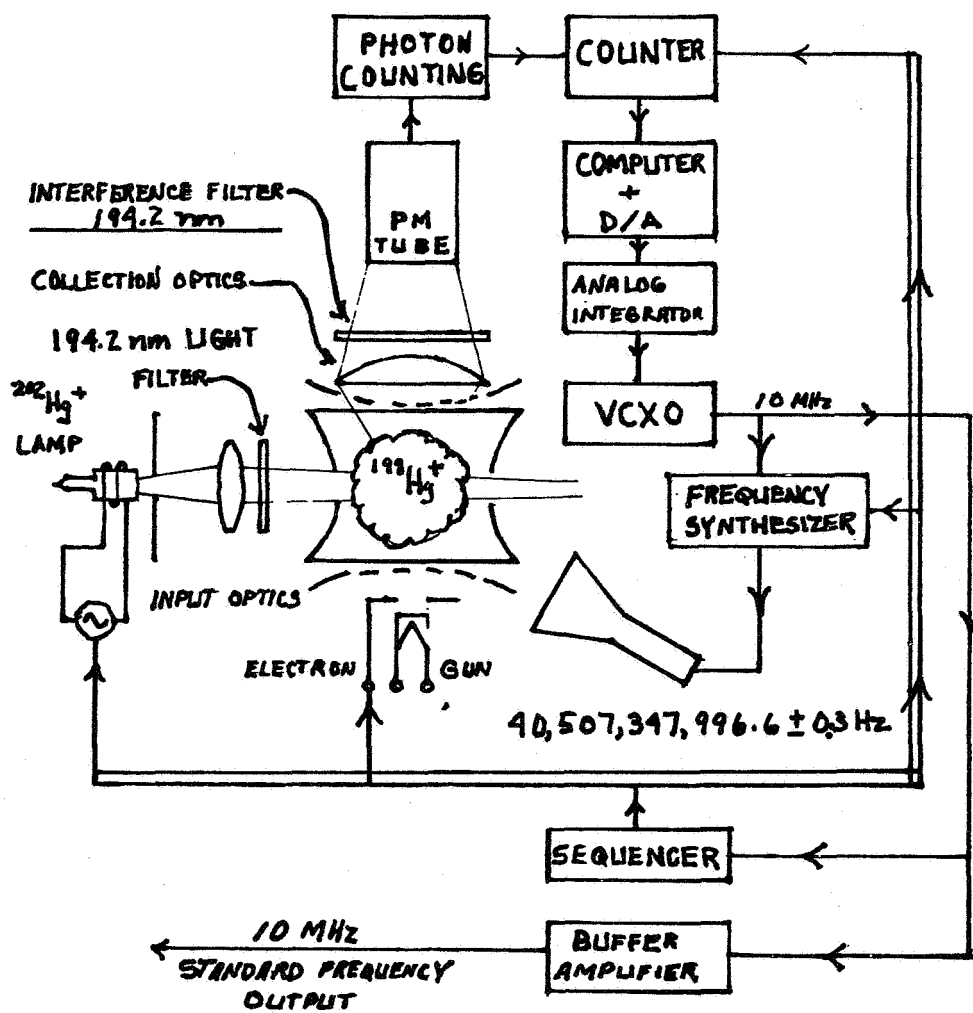 PHOTON
COUNTING
COUNTER
COMPUTER
+
D/A
INTERFERENCE FILTER
194.2 nm
PM
TUBE
COLLECTION OPTICS
ANALOG
INTEGRATOR
194.2 nm LIGHT
FILTER
202Hg+
LAMP
VCXO
10 MHz
199Hg+
FREQUENCY
SYNTHESIZER
INPUT OPTICS
ELECTRON GUN
40,507,347,996.6 ± 0.3 Hz
SEQUENCER
10 MHz
STANDARD FREQUENCY
OUTPUT
BUFFER
AMPLIFIER